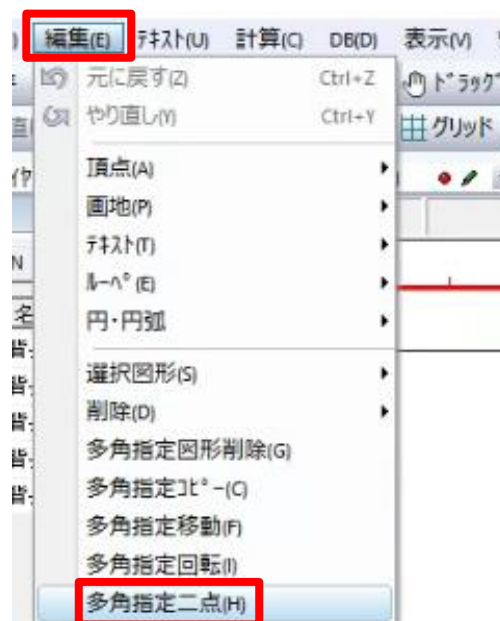 編集(E) テキスト(U) 計算(C) DB(D) 表示(V)
元に戻す(Z) Ctrl+Z ドラッグ
やり直し(Y) Ctrl+Y グリッド
頂点(A)
画地(P)
テキスト(T)
N
ルーペ(E)
名
円・円弧
選択図形(S)
削除(D)
多角指定図形削除(G)
多角指定コピー(C)
多角指定移動(F)
多角指定回転(I)
多角指定二点(H)